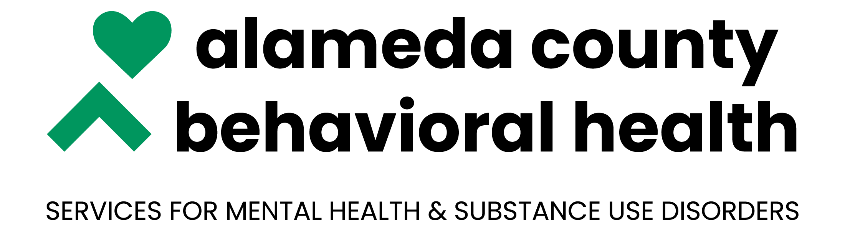 alameda county
behavioral health
SERVICES FOR MENTAL HEALTH & SUBSTANCE USE DISORDERS